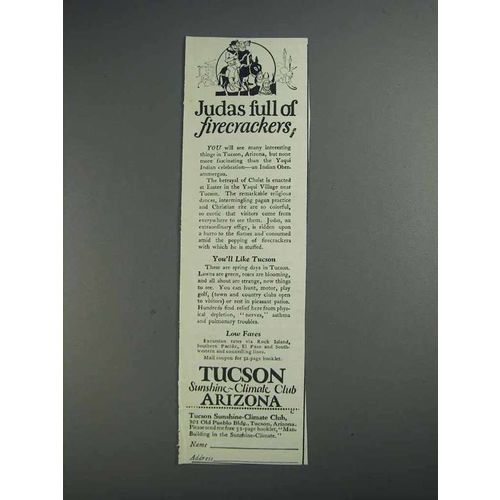 Judas full of
firecrackers
YOU will see many interesting
things in Tucson, Arizona, but none
more fascinating than the Yaqui
Indian celebration—an Indian Ober-
ammergau.
The betrayal of Christ is enacted
at Easter in the Yaqui Village near
Tucson. The remarkable religious
dances, intermingling pagan practice
and Christian rite are so colorful,
so exotic that visitors come from
everywhere to see them. Judas, an
extraordinary effigy, is ridden upon
a burro to the flames and consumed
amid the popping of firecrackers
with which he is stuffed.
You'll Like Tucson
These are spring days in Tucson.
Lawns are green, roses are blooming,
and all about are strange, new things
to see. You can hunt, motor, play
golf, (town and country clubs open
to visitors) or rest in pleasant patios.
Hundreds find relief here from phys-
ical depletion, "nerves," asthma
and pulmonary troubles.
Low Fares
Excursion rates via Rock Island,
Southern Pacific, El Paso and South-
western and connecting lines.
Mail coupon for 32-page booklet.
TUCSON
Sunshine-Climate Club
ARIZONA
Tucson Sunshine-Climate Club,
301 Old Pueblo Bldg., Tucson, Arizona.
Please send me free 32-page booklet, "Man-
Building in the Sunshine-Climate."
Name
Address